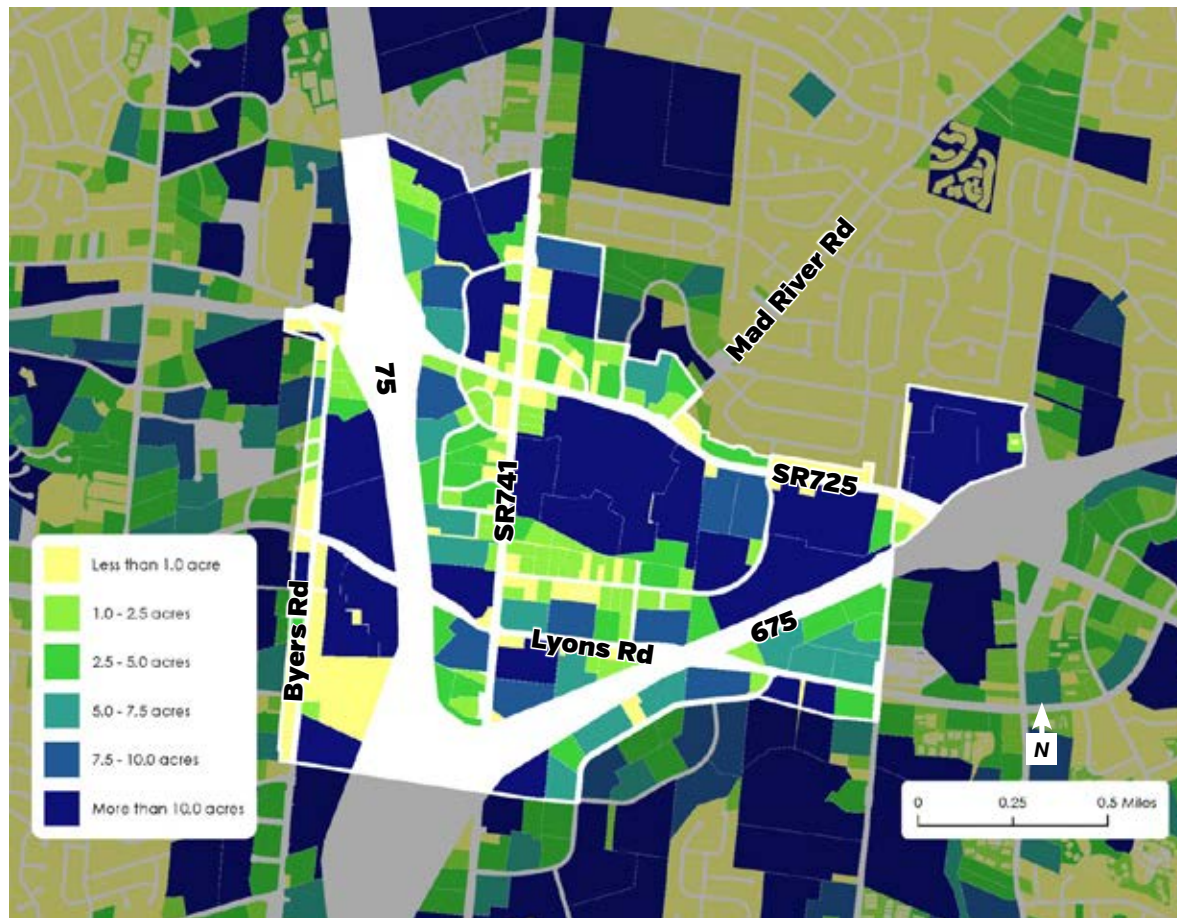 Mad River Rd
75
SR741
SR725
Less than 1.0 acre
1.0 - 2.5 acres
2.5 - 5.0 acres
5.0 - 7.5 acres
7.5 - 10.0 acres
More than 10.0 acres
Byers Rd
Lyons Rd
675
N
0 0.25 0.5 Miles